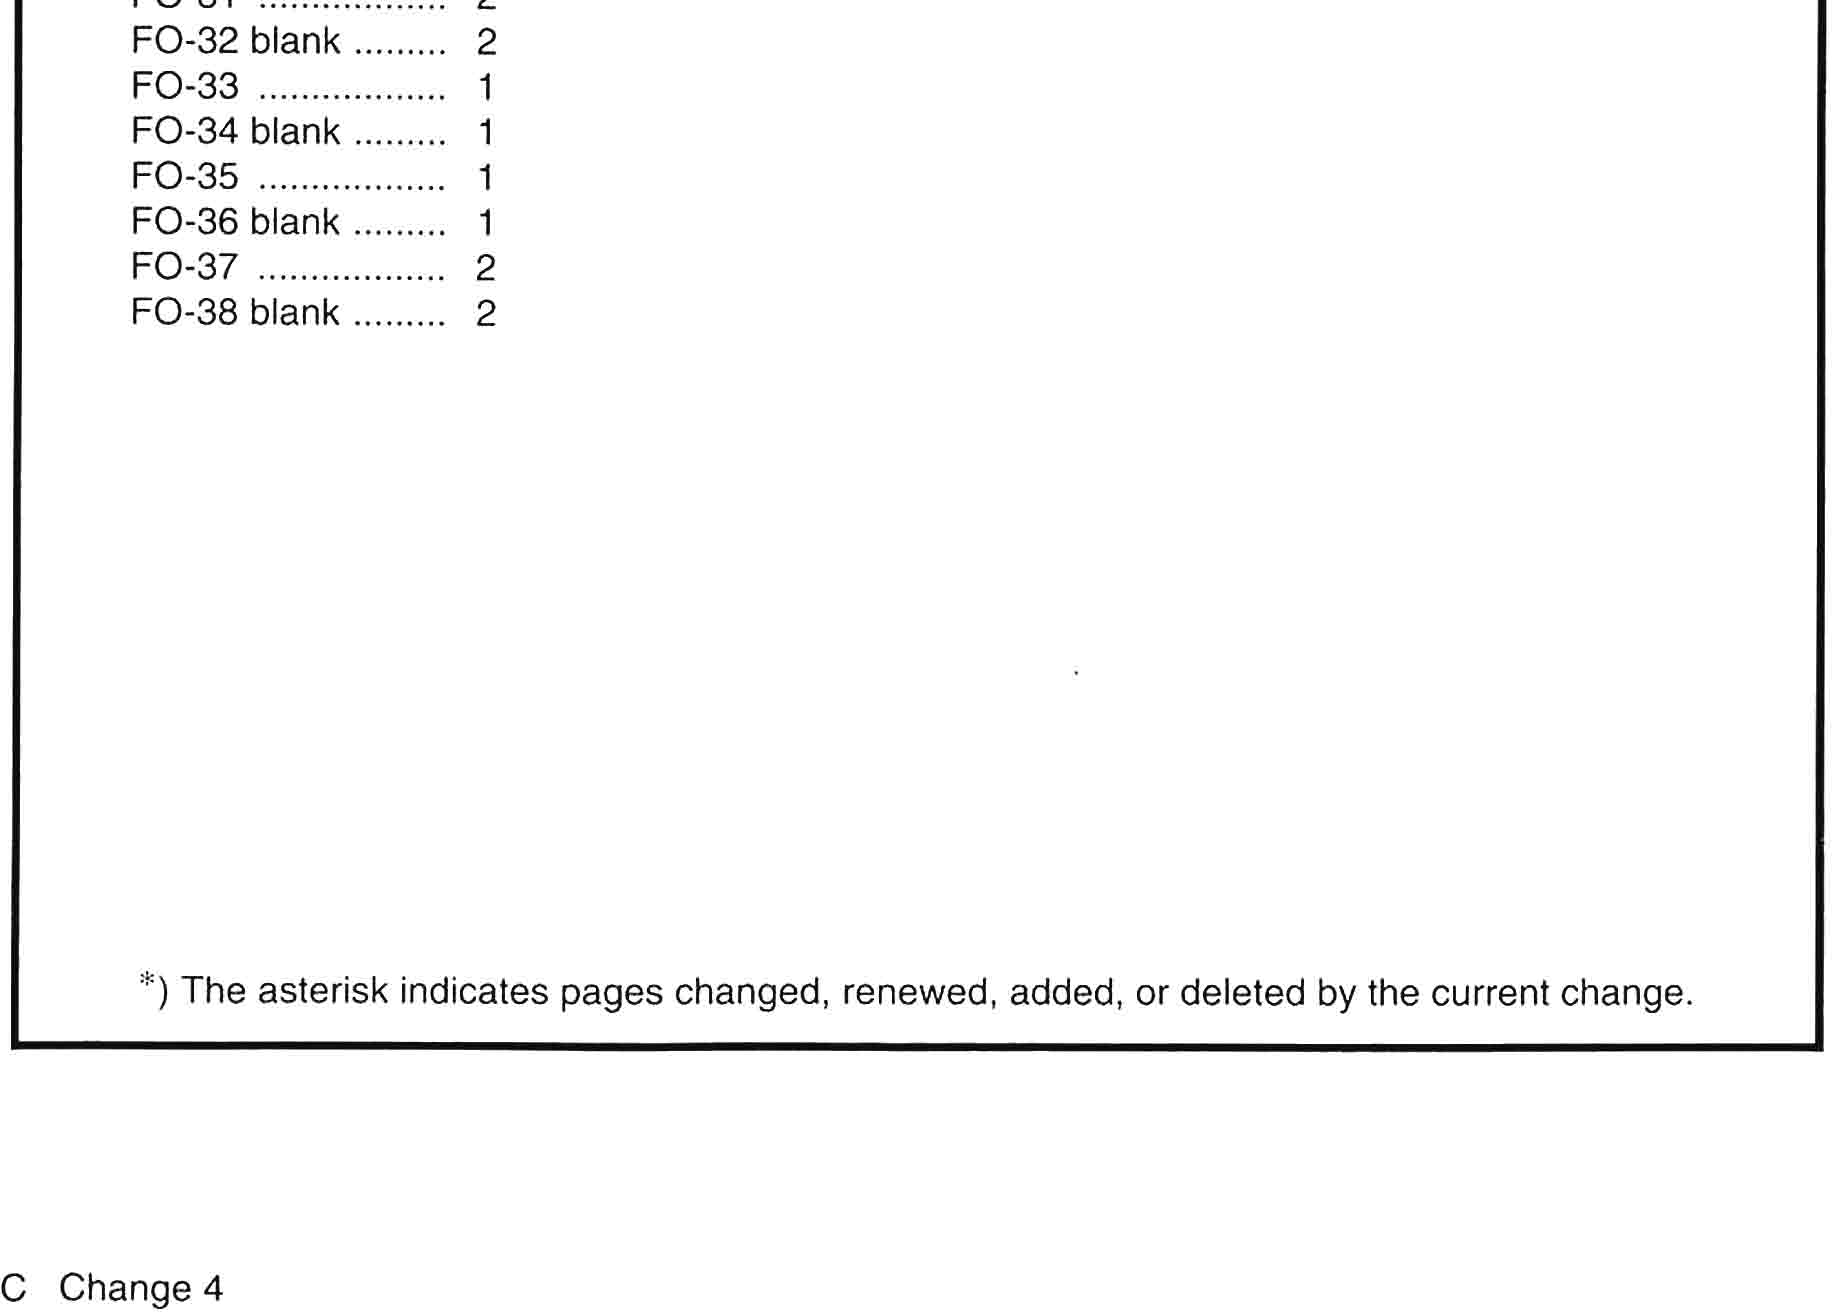 FO-31 .................. 2
FO-32 blank ......... 2
FO-33 .................. 1
FO-34 blank ......... 1
FO-35 .................. 1
FO-36 blank ......... 1
FO-37 .................. 2
FO-38 blank ......... 2
*) The asterisk indicates pages changed, renewed, added, or deleted by the current change.
C Change 4